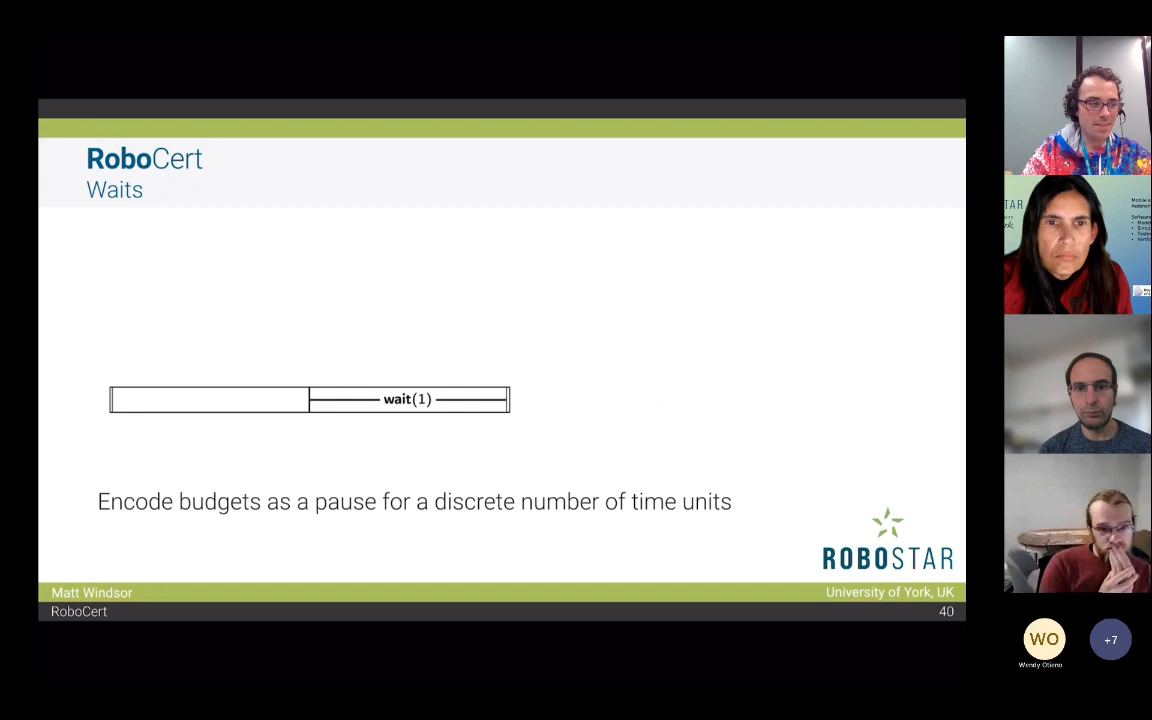 RoboCert
Waits
wait(1)
Encode budgets as a pause for a discrete number of time units
ROBOSTAR
Matt Windsor
University of York, UK
RoboCert
40
STAR
WO
+7
Wendy Otieno